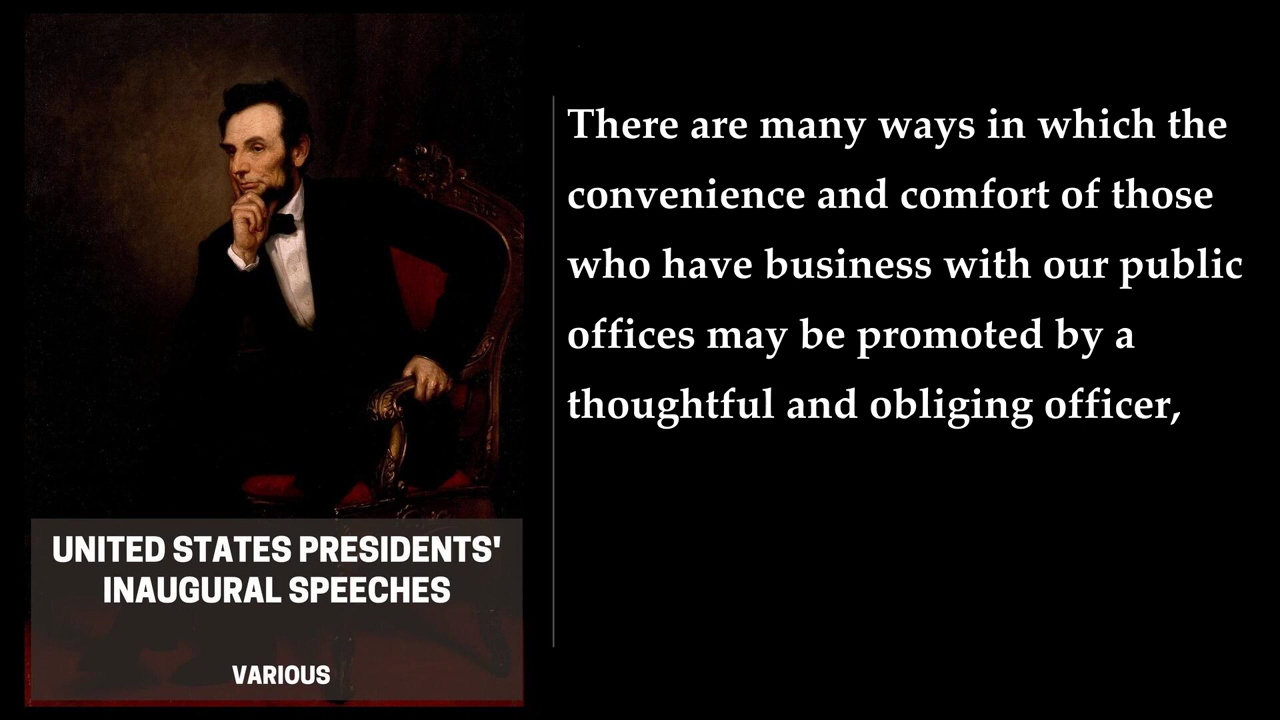 There are many ways in which the
convenience and comfort of those
who have business with our public
offices may be promoted by a
thoughtful and obliging officer,
UNITED STATES PRESIDENTS'
INAUGURAL SPEECHES
VARIOUS